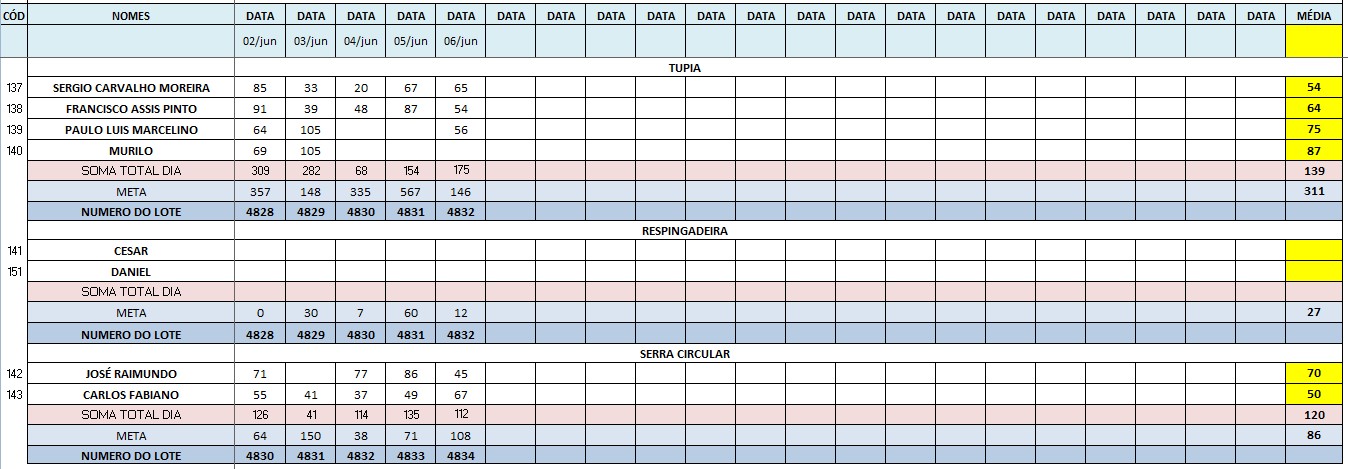 CÓD NOMES DATA DATA DATA DATA DATA DATA DATA DATA DATA DATA DATA DATA DATA DATA DATA DATA DATA DATA DATA DATA DATA MÉDIA
02/jun 03/jun 04/jun 05/jun 06/jun
TUPIA
137 SERGIO CARVALHO MOREIRA 85 33 20 67 65 54
138 FRANCISCO ASSIS PINTO 91 39 48 87 54 64
139 PAULO LUIS MARCELINO 64 105 56 75
140 MURILO 69 105 87
SOMA TOTAL DIA 309 282 68 154 175 139
META 357 148 335 567 146 311
NUMERO DO LOTE 4828 4829 4830 4831 4832
RESPINGADEIRA
141 CESAR
151 DANIEL
SOMA TOTAL DIA
META 0 30 7 60 12 27
NUMERO DO LOTE 4828 4829 4830 4831 4832
SERRA CIRCULAR
142 JOSÉ RAIMUNDO 71 77 86 45 70
143 CARLOS FABIANO 55 41 37 49 67 50
SOMA TOTAL DIA 126 41 114 135 112 120
META 64 150 38 71 108 86
NUMERO DO LOTE 4830 4831 4832 4833 4834